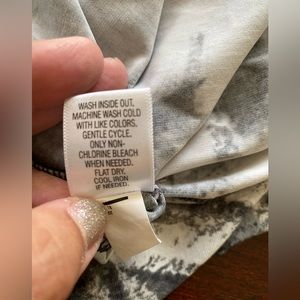 WASH INSIDE OUT.
MACHINE WASH COLD
WITH LIKE COLORS,
GENTLE CYCLE.
ONLY NON-
CHLORINE BLEACH
WHEN NEEDED.
FLAT DRY.
COOL IRON
IF NEEDED.